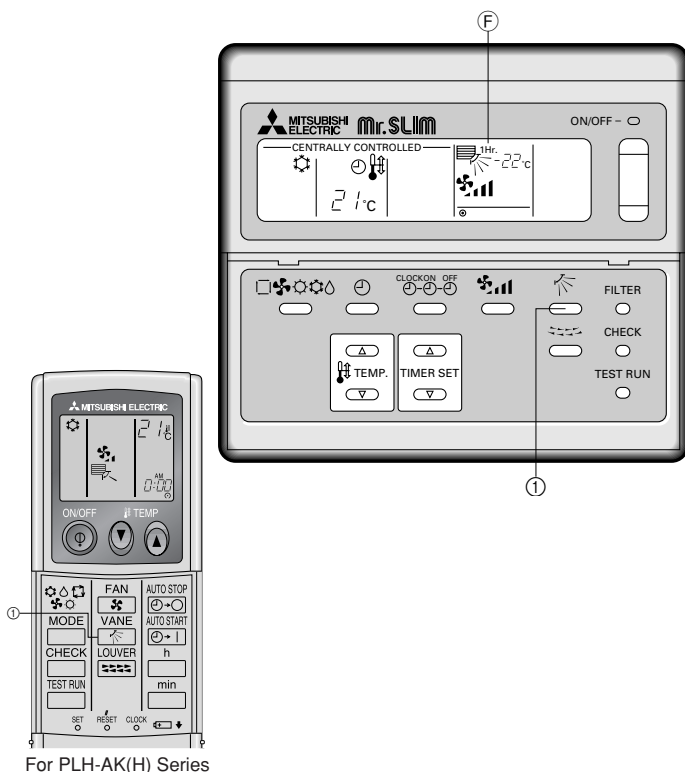 Ⓕ
MITSUBISHI ELECTRIC Mr.SLIM
ON/OFF
CENTRALLY CONTROLLED
1Hr.
-22°C
21°C
CLOCK ON OFF
FILTER
CHECK
TEMP.
TIMER SET
TEST RUN
①
MITSUBISHI ELECTRIC
21°C
AM
0:00
ON/OFF
TEMP
FAN
AUTO STOP
MODE
VANE
AUTO START
①
CHECK
LOUVER
h
TEST RUN
min
SET
RESET
CLOCK
For PLH-AK(H) Series